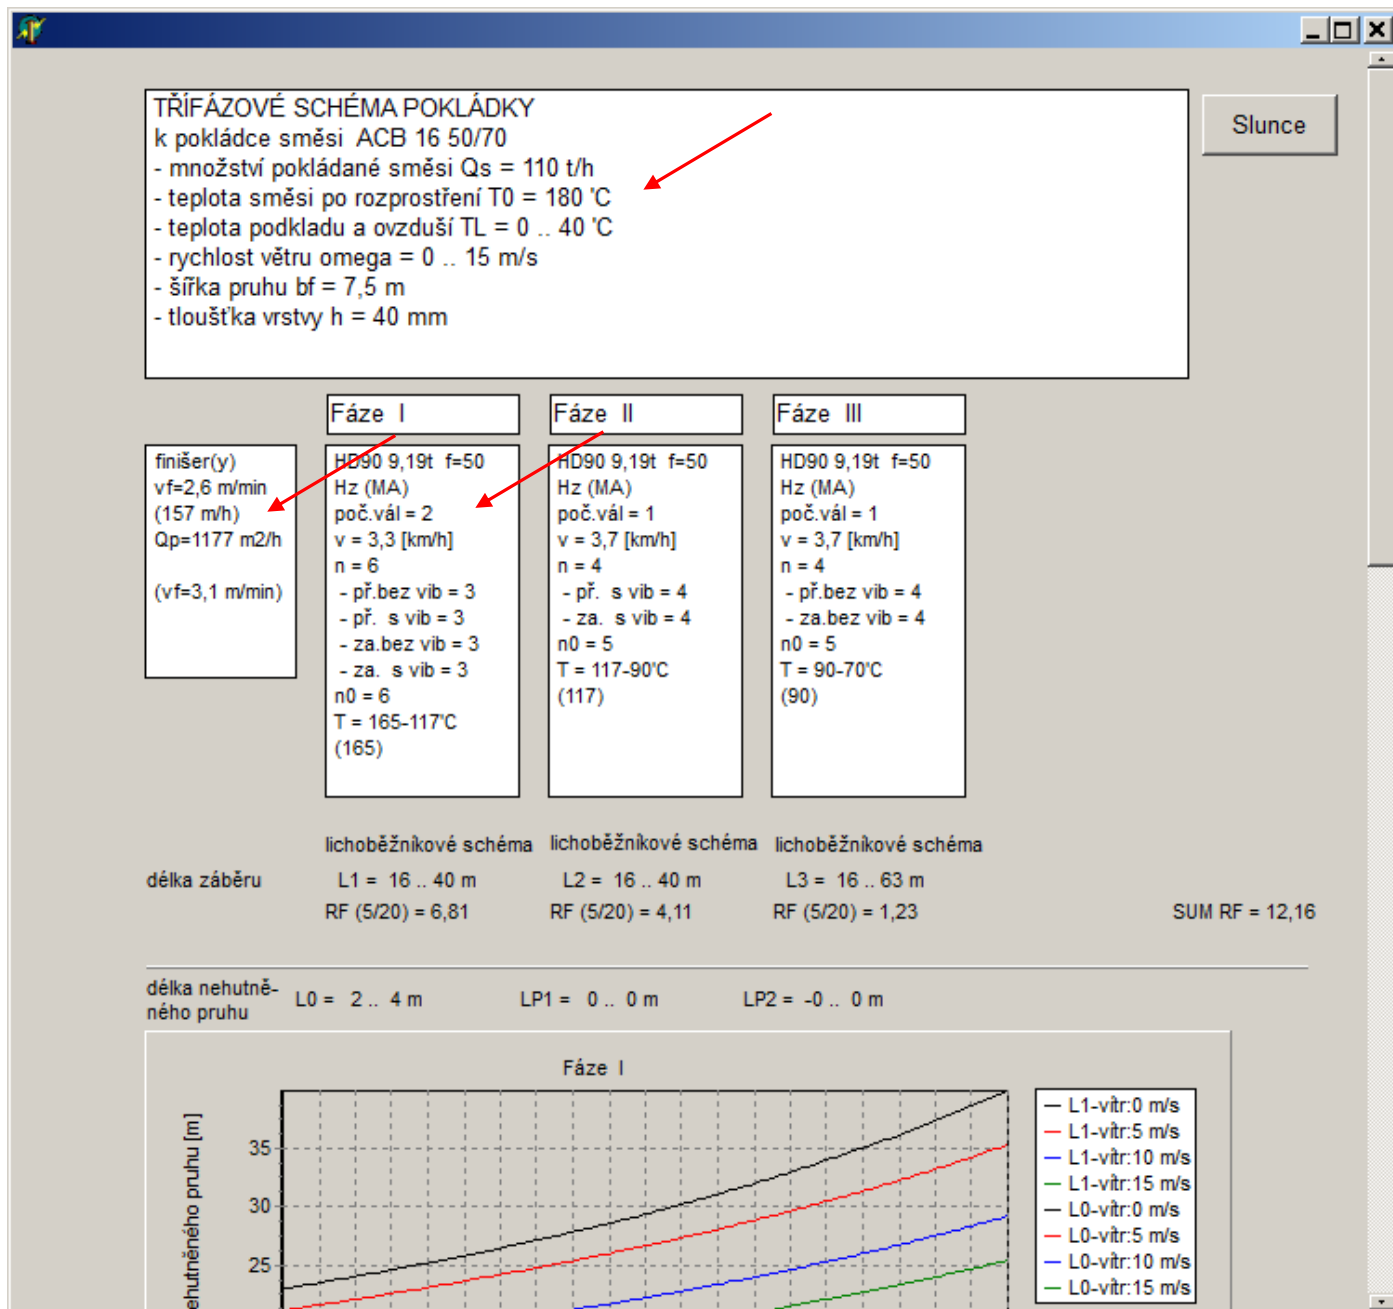 TŘÍFÁZOVÉ SCHÉMA POKLÁDKY
k pokládce směsi  ACB 16 50/70
- množství pokládané směsi Qs = 110 t/h
- teplota směsi po rozprostření T0 = 180 'C
- teplota podkladu a ovzduší TL = 0 .. 40 'C
- rychlost větru omega = 0 .. 15 m/s
- šířka pruhu bf = 7,5 m
- tloušťka vrstvy h = 40 mm
Slunce
finišer(y)
vf=2,6 m/min
(157 m/h)
Qp=1177 m2/h
(vf=3,1 m/min)
Fáze I
HD90 9,19t f=50
Hz (MA)
poč.vál = 2
v = 3,3 [km/h]
n = 6
- př.bez vib = 3
- př. s vib = 3
- za.bez vib = 3
- za. s vib = 3
n0 = 6
T = 165-117'C
(165)
Fáze II
HD90 9,19t f=50
Hz (MA)
poč.vál = 1
v = 3,7 [km/h]
n = 4
- př. s vib = 4
- za. s vib = 4
n0 = 5
T = 117-90'C
(117)
Fáze III
HD90 9,19t f=50
Hz (MA)
poč.vál = 1
v = 3,7 [km/h]
n = 4
- př.bez vib = 4
- za.bez vib = 4
n0 = 5
T = 90-70'C
(90)
lichoběžníkové schéma lichoběžníkové schéma lichoběžníkové schéma
délka záběru L1 = 16 .. 40 m L2 = 16 .. 40 m L3 = 16 .. 63 m
RF (5/20) = 6,81 RF (5/20) = 4,11 RF (5/20) = 1,23 SUM RF = 12,16
délka nehutně-
ného pruhu
L0 = 2 .. 4 m LP1 = 0 .. 0 m LP2 = -0 .. 0 m
Fáze I
ehutněného pruhu [m]
35
30
25
L1-vítr:0 m/s
L1-vítr:5 m/s
L1-vítr:10 m/s
L1-vítr:15 m/s
L0-vítr:0 m/s
L0-vítr:5 m/s
L0-vítr:10 m/s
L0-vítr:15 m/s